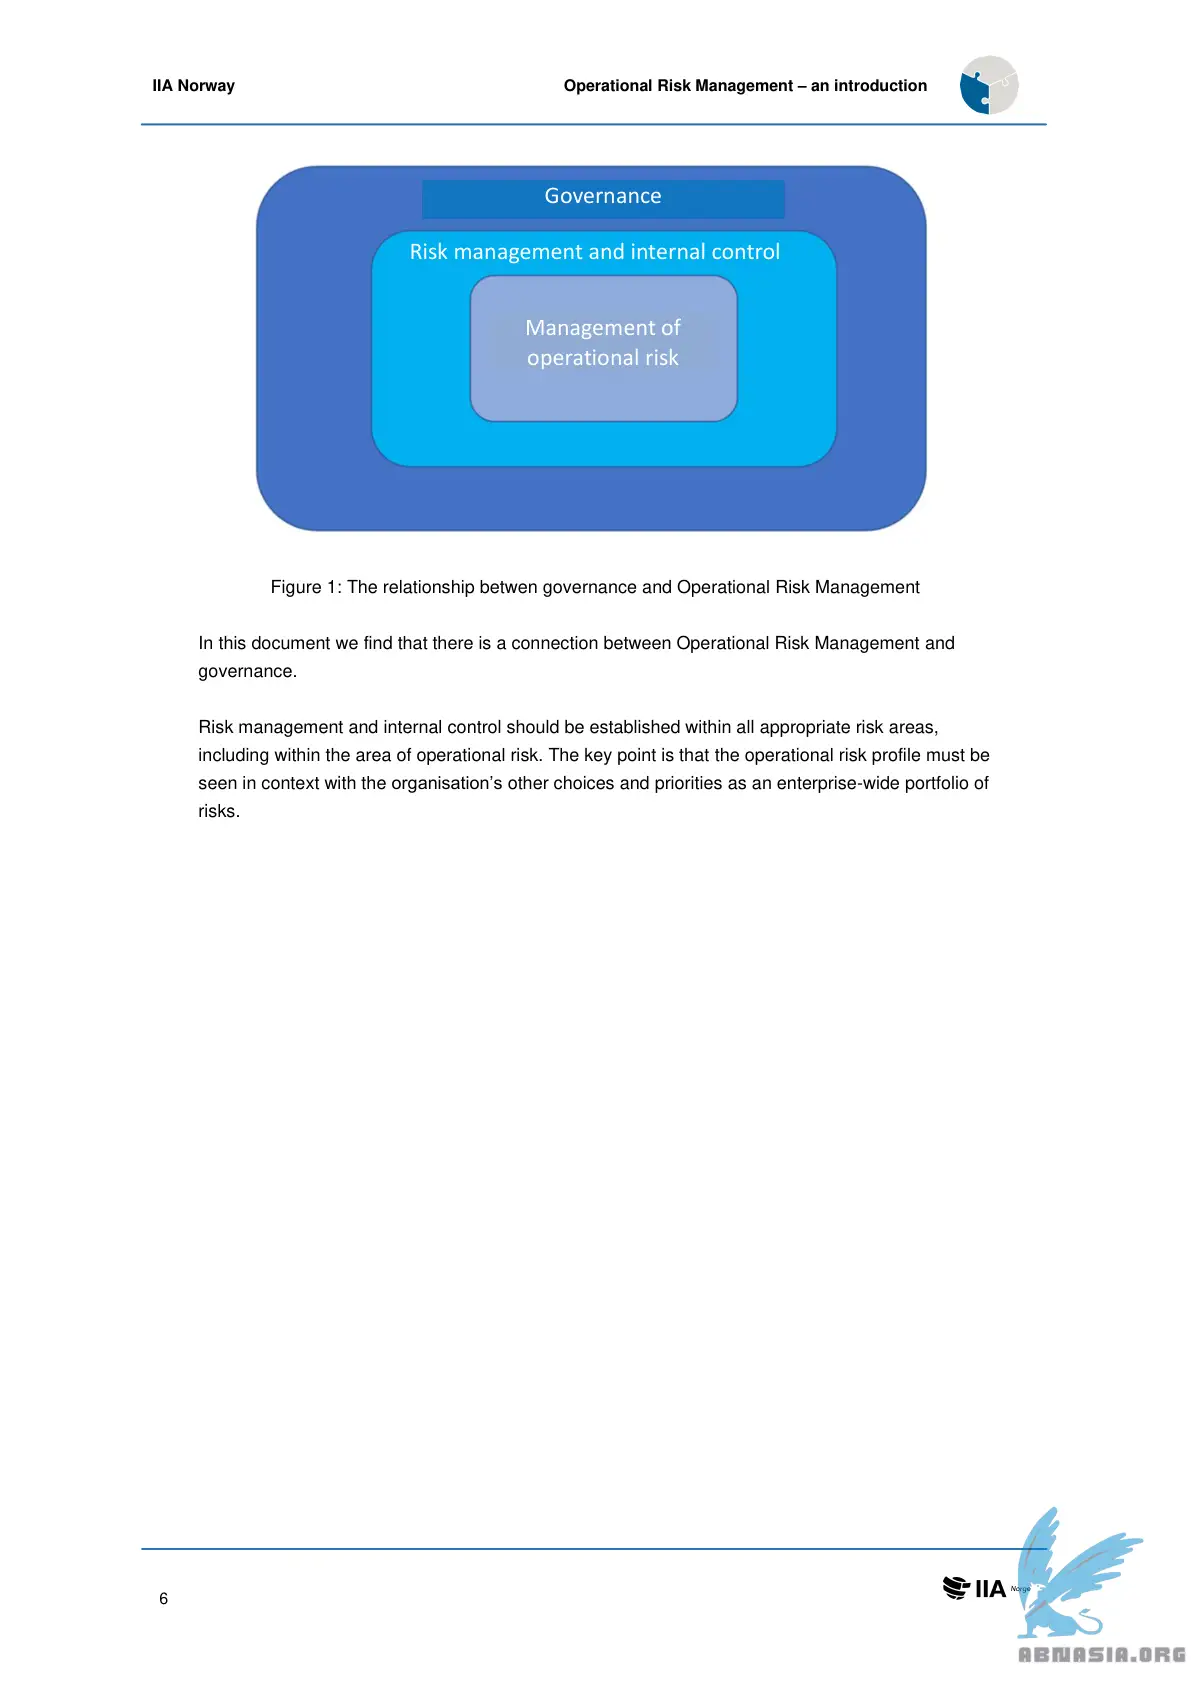 IIA Norway
Operational Risk Management – an introduction
Governance
Risk management and internal control
Management of
operational risk
Figure 1: The relationship betwen governance and Operational Risk Management
In this document we find that there is a connection between Operational Risk Management and
governance.
Risk management and internal control should be established within all appropriate risk areas,
including within the area of operational risk. The key point is that the operational risk profile must be
seen in context with the organisation’s other choices and priorities as an enterprise-wide portfolio of
risks.
6
IIA Norge
ABNASIA.ORG